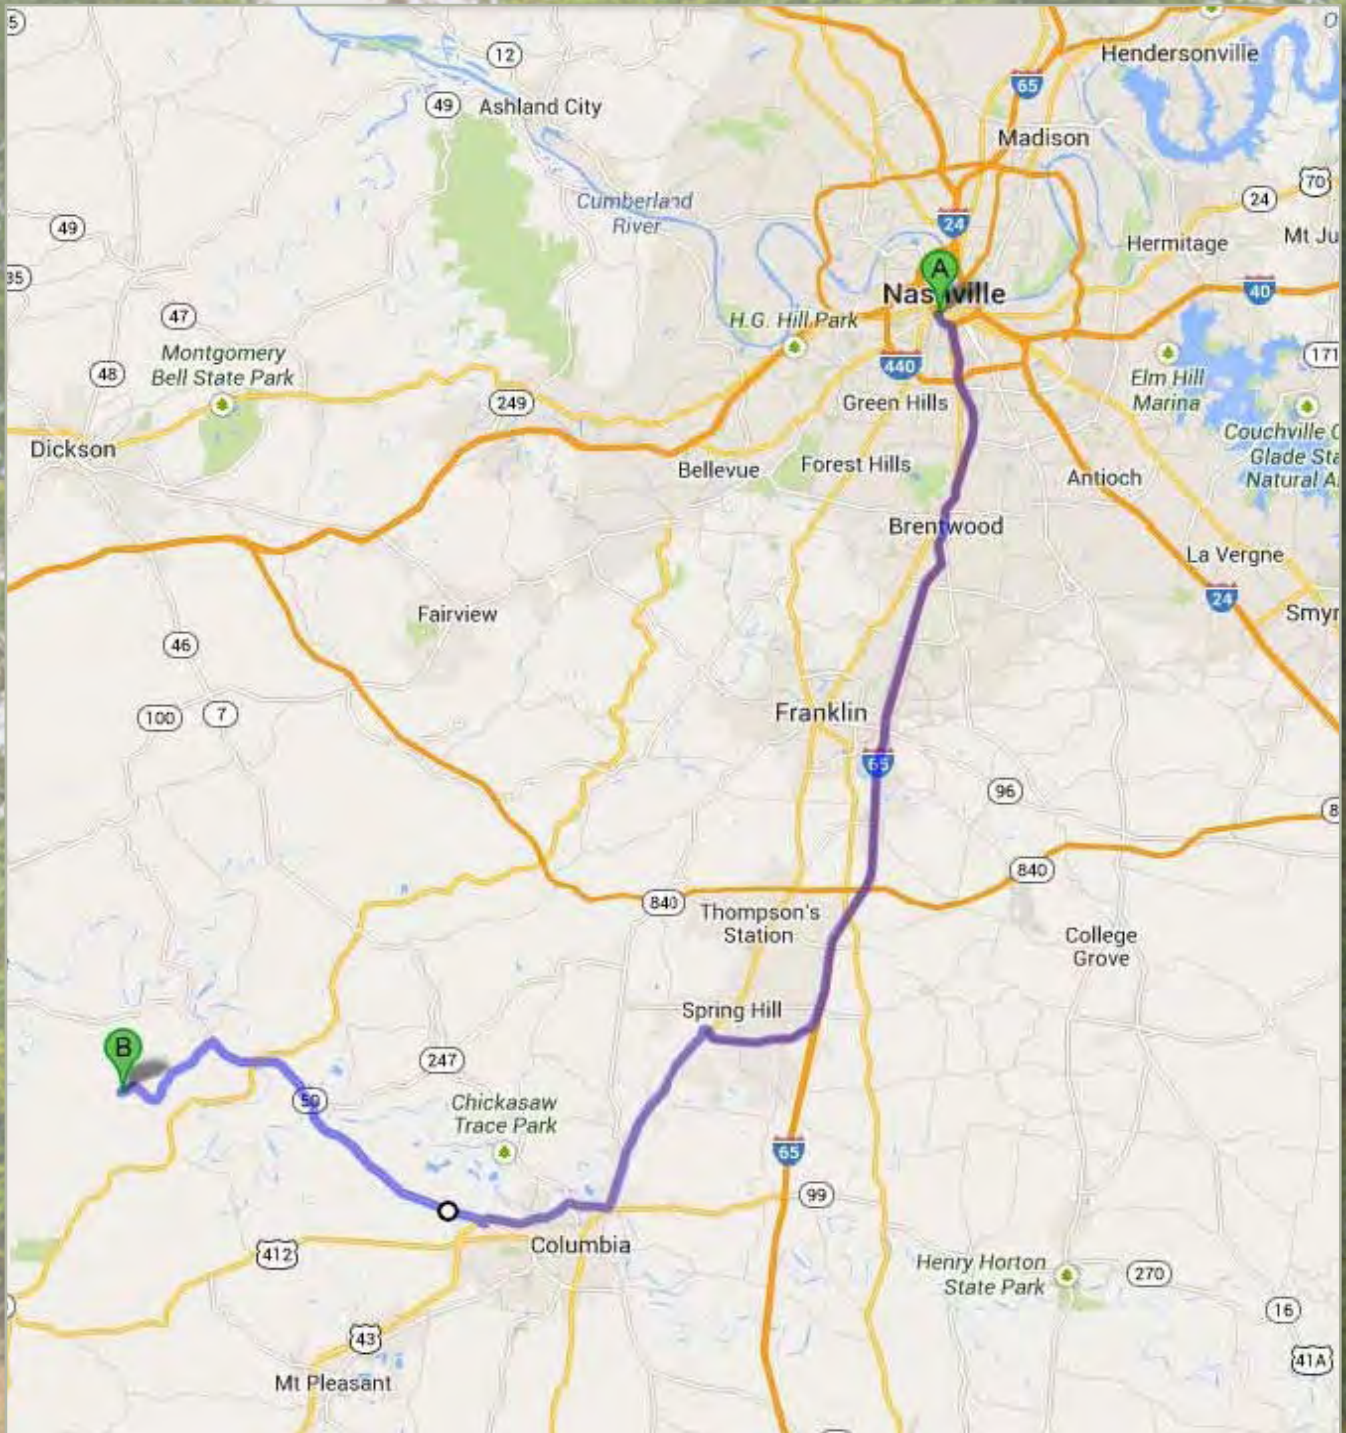 5
12
Hendersonville
65
49
Ashland City
Madison
70
24
Cumberland
River
49
24
Hermitage
Mt Ju
35
A
Nashville
40
47
H.G. Hill Park
Montgomery
Bell State Park
440
171
48
Elm Hill
Marina
249
Green Hills
Couchville
Glade Sta
Natural A
Dickson
Bellevue
Forest Hills
Antioch
Brentwood
La Vergne
24
Fairview
Smyr
46
100
7
Franklin
65
96
8
840
840
Thompson's
Station
College
Grove
Spring Hill
B
247
50
Chickasaw
Trace Park
65
99
Columbia
412
Henry Horton
State Park
270
16
43
41A
Mt Pleasant